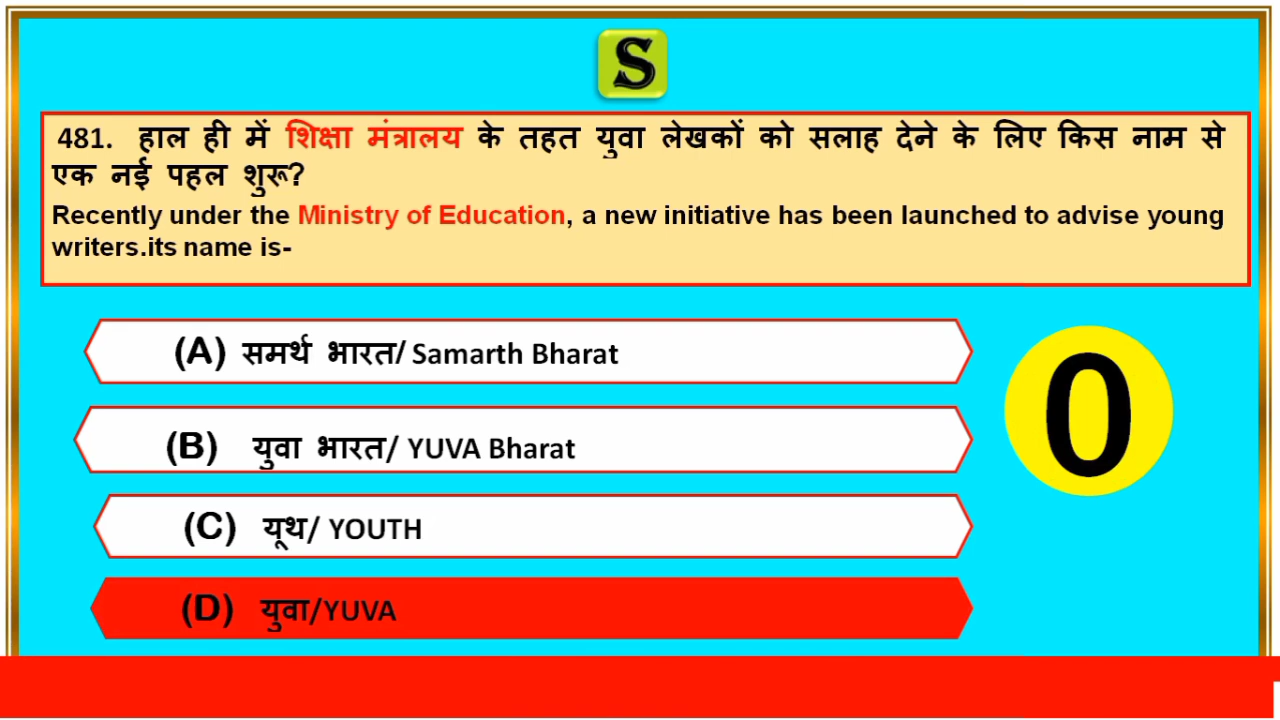 S
481. हाल ही में शिक्षा मंत्रालय के तहत युवा लेखकों को सलाह देने के लिए किस नाम से
एक नई पहल शुरू?
Recently under the Ministry of Education, a new initiative has been launched to advise young
writers.its name is-
(A) समर्थ भारत/ Samarth Bharat
(B) युवा भारत/ YUVA Bharat
(C) यूथ/ YOUTH
(D) युवा/YUVA
0